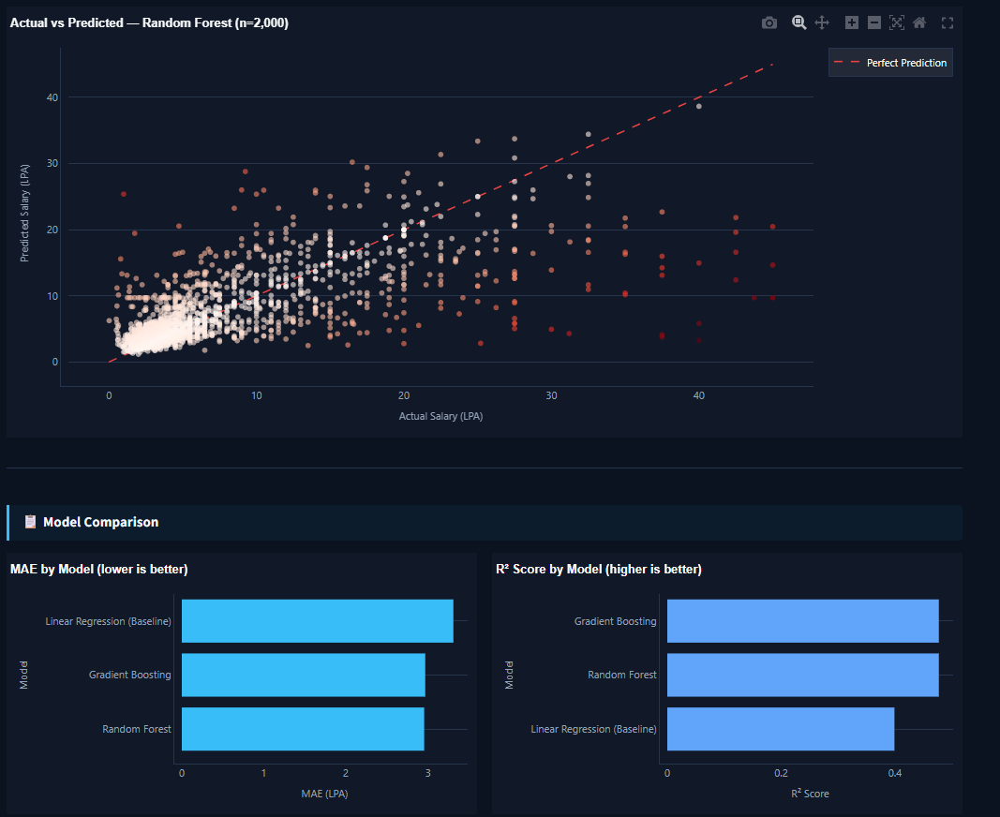 Actual vs Predicted — Random Forest (n=2,000)
Perfect Prediction
Predicted Salary (LPA)
40
30
20
10
0
0
10
20
30
40
Actual Salary (LPA)
Model Comparison
MAE by Model (lower is better)
Model
Linear Regression (Baseline)
Gradient Boosting
Random Forest
0
1
2
3
MAE (LPA)
R² Score by Model (higher is better)
Model
Gradient Boosting
Random Forest
Linear Regression (Baseline)
0
0.2
0.4
R² Score